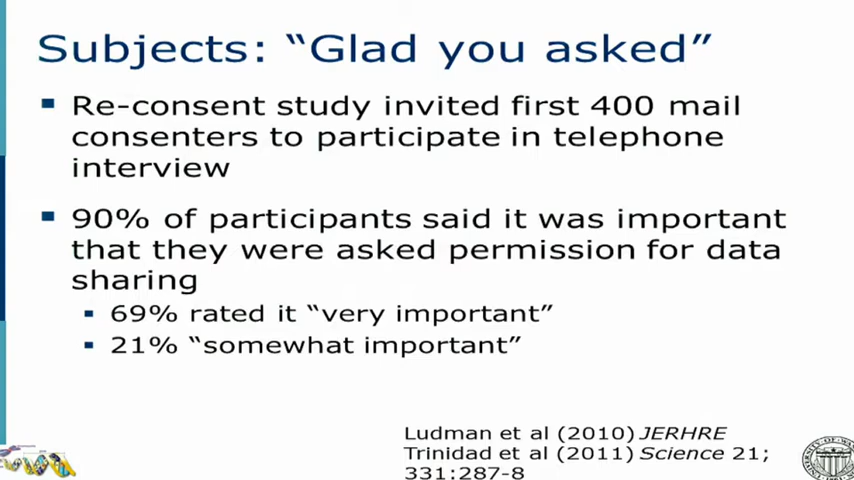 Subjects: “Glad you asked”
▪ Re-consent study invited first 400 mail
consenters to participate in telephone
interview
▪ 90% of participants said it was important
that they were asked permission for data
sharing
▪ 69% rated it “very important”
▪ 21% “somewhat important”
Ludman et al (2010) JERHRE
Trinidad et al (2011) Science 21;
331:287-8